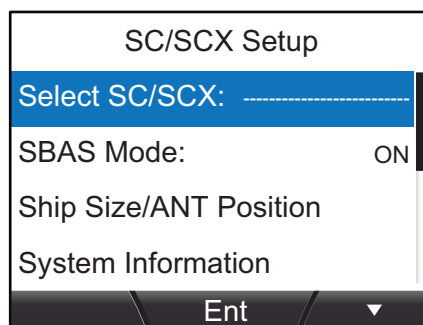 SC/SCX Setup
Select SC/SCX: --------------------------
SBAS Mode: ON
Ship Size/ANT Position
System Information
Ent ▼